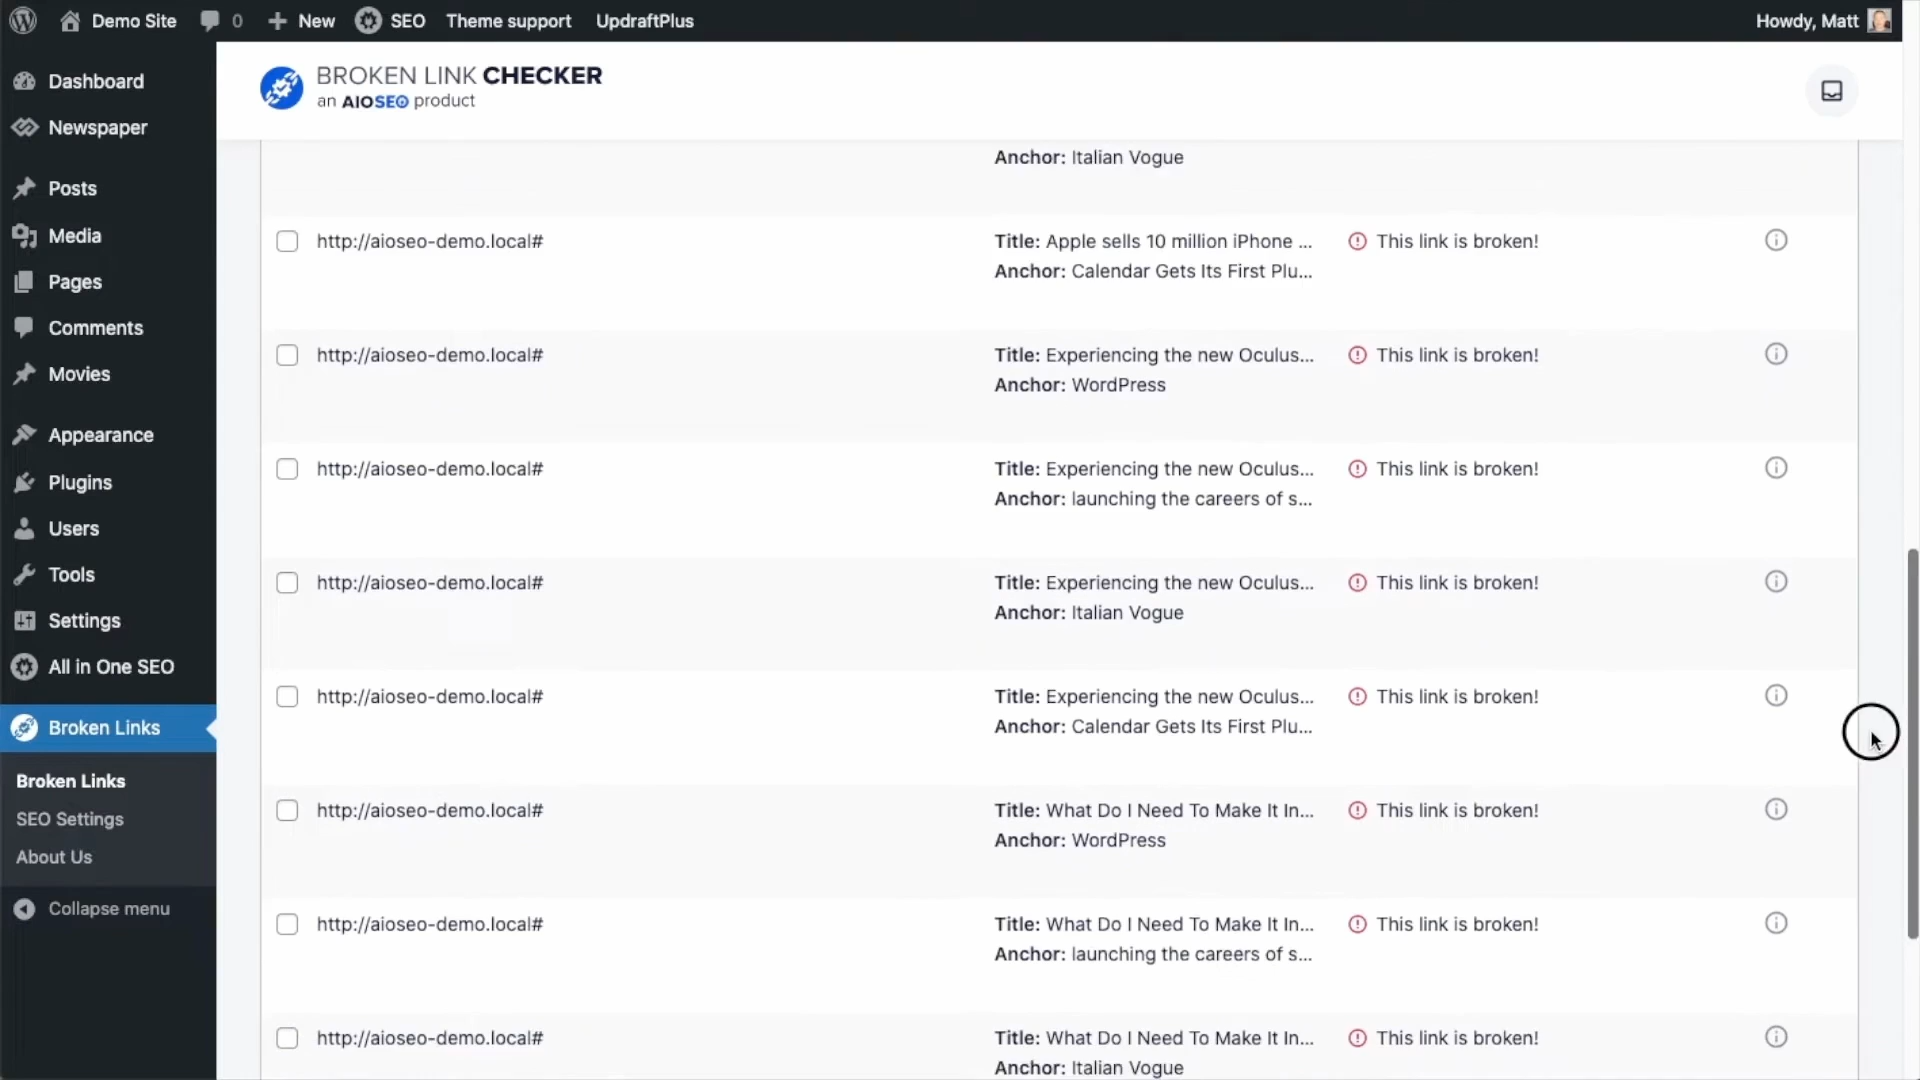 Demo Site
0
New
SEO
Theme support
UpdraftPlus
Howdy, Matt
Dashboard
Newspaper
Posts
Media
Pages
Comments
Movies
Appearance
Plugins
Users
Tools
Settings
All in One SEO
Broken Links
Broken Links
SEO Settings
About Us
Collapse menu
BROKEN LINK CHECKER
an AIOSEO product
Anchor: Italian Vogue
http://aioseo-demo.local#
Title: Apple sells 10 million iPhone ...
Anchor: Calendar Gets Its First Plu...
This link is broken!
http://aioseo-demo.local#
Title: Experiencing the new Oculus...
Anchor: WordPress
This link is broken!
http://aioseo-demo.local#
Title: Experiencing the new Oculus...
Anchor: launching the careers of s...
This link is broken!
http://aioseo-demo.local#
Title: Experiencing the new Oculus...
Anchor: Italian Vogue
This link is broken!
http://aioseo-demo.local#
Title: Experiencing the new Oculus...
Anchor: Calendar Gets Its First Plu...
This link is broken!
http://aioseo-demo.local#
Title: What Do I Need To Make It In...
Anchor: WordPress
This link is broken!
http://aioseo-demo.local#
Title: What Do I Need To Make It In...
Anchor: launching the careers of s...
This link is broken!
http://aioseo-demo.local#
Title: What Do I Need To Make It In...
Anchor: Italian Vogue
This link is broken!